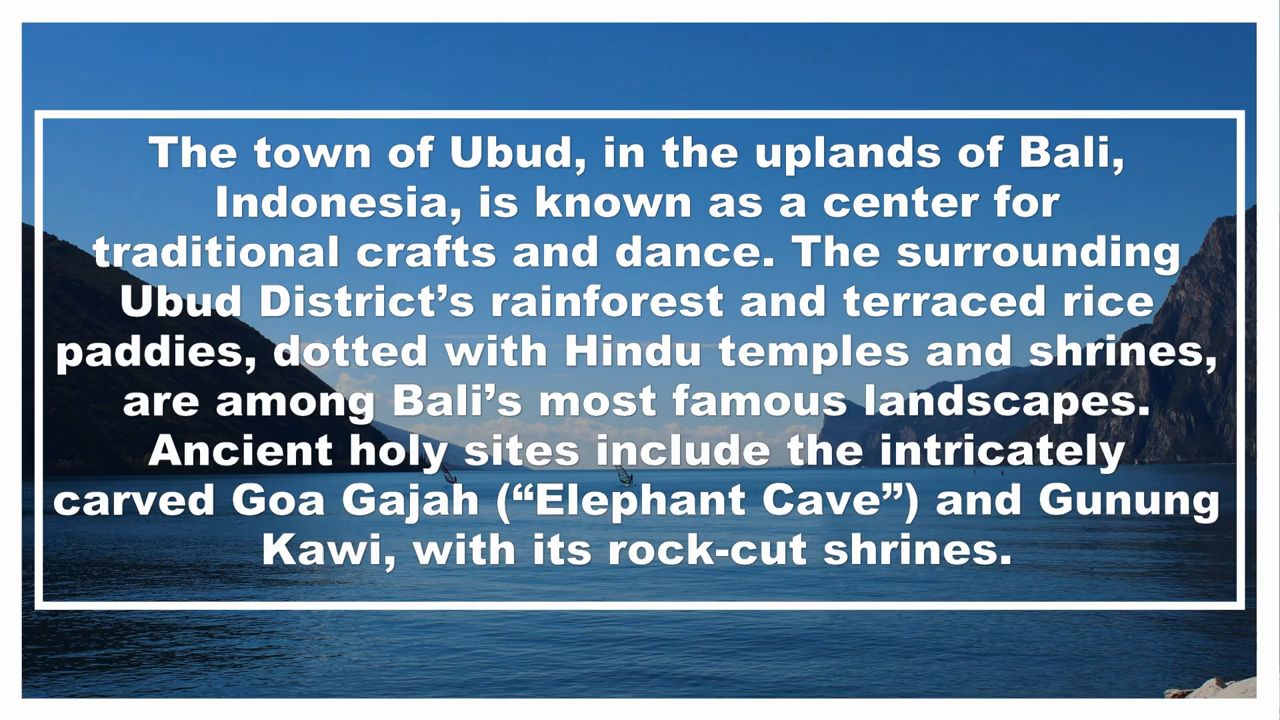 The town of Ubud, in the uplands of Bali,
Indonesia, is known as a center for
traditional crafts and dance. The surrounding
Ubud District’s rainforest and terraced rice
paddies, dotted with Hindu temples and shrines,
are among Bali’s most famous landscapes.
Ancient holy sites include the intricately
carved Goa Gajah (“Elephant Cave”) and Gunung
Kawi, with its rock-cut shrines.